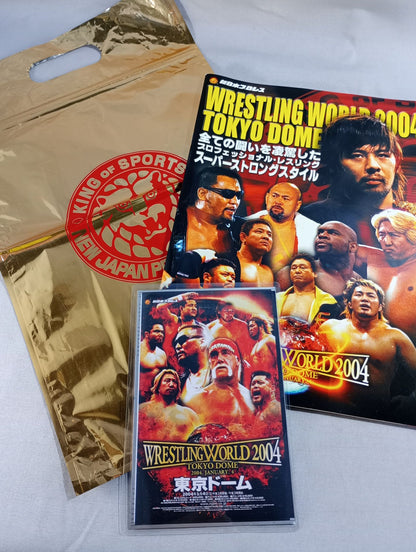 KING OF SPORTS
NEW JAPAN PR
新日本プロレス
WRESTLING WORLD 2004
TOKYO DOME
全ての闘いを凌駕した
プロフェッショナル・レスリング
スーパーストロングスタイル
WORLD 2004
DOME
WRESTLING WORLD 2004
TOKYO DOME
2004. JANUARY. 4
東京ドーム